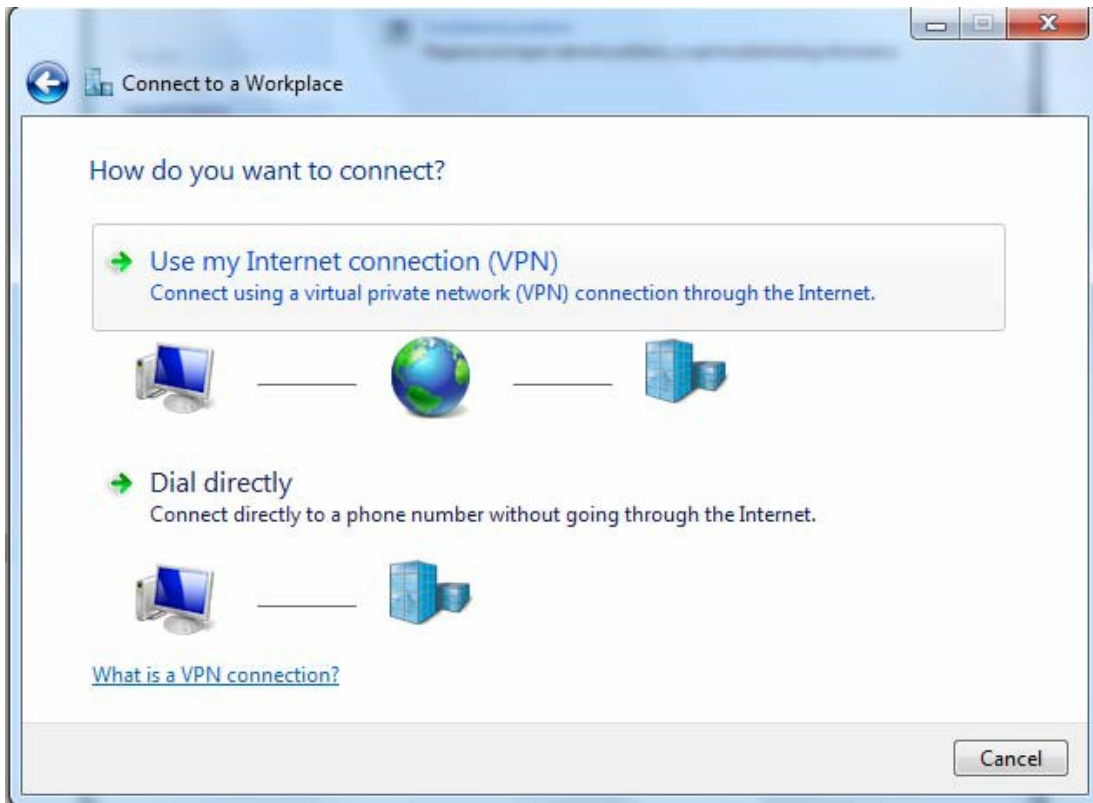 Connect to a Workplace
How do you want to connect?
Use my Internet connection (VPN)
Connect using a virtual private network (VPN) connection through the Internet.
Dial directly
Connect directly to a phone number without going through the Internet.
What is a VPN connection?
Cancel